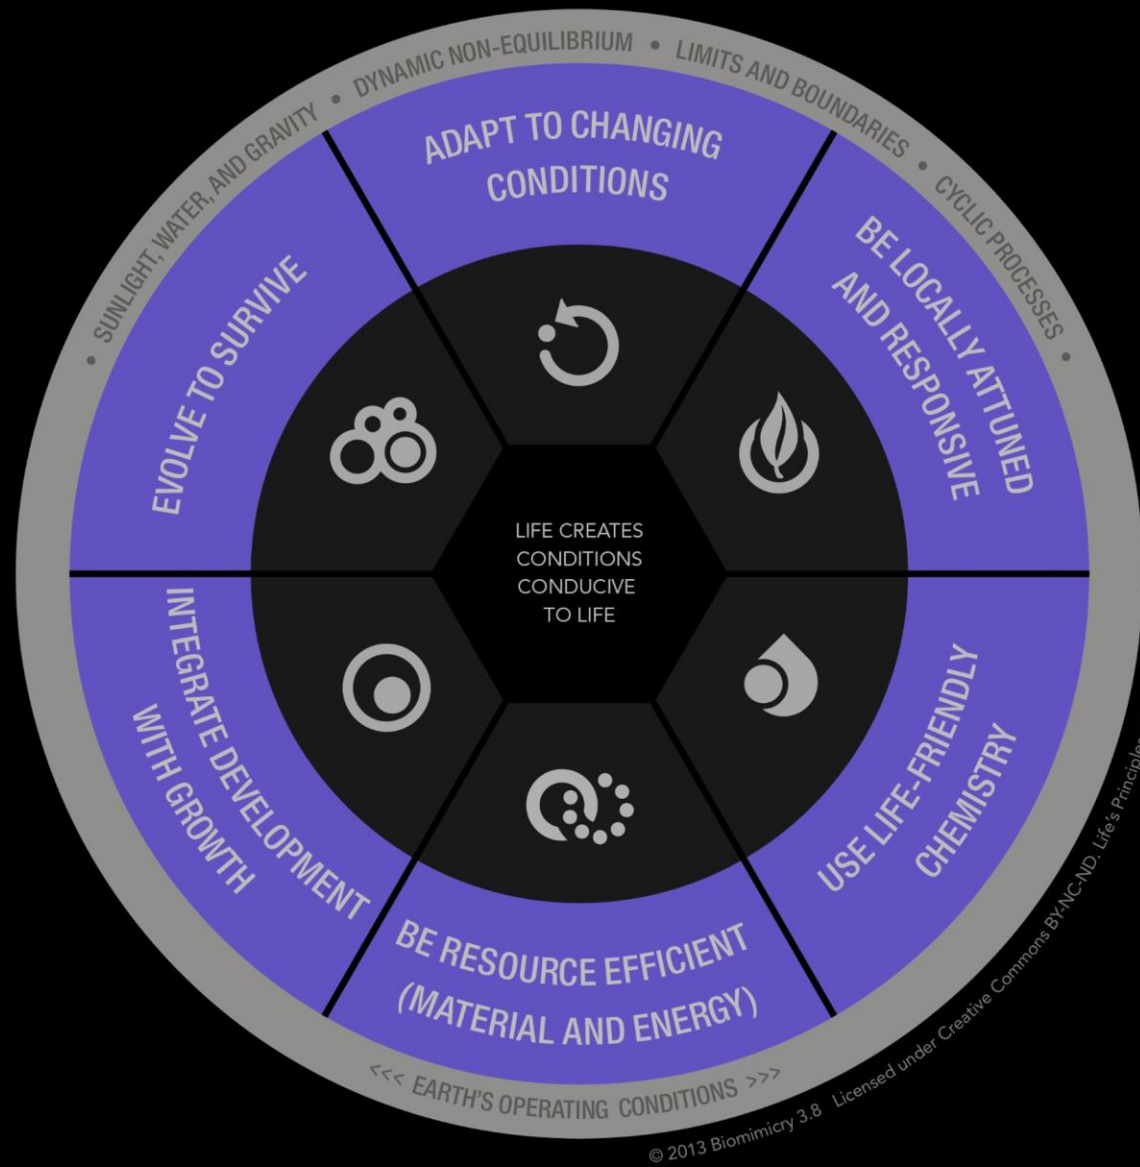 • SUNLIGHT, WATER, AND GRAVITY • DYNAMIC NON-EQUILIBRIUM • LIMITS AND BOUNDARIES • CYCLIC PROCESSES •
ADAPT TO CHANGING
CONDITIONS
BE LOCALLY ATTUNED
AND RESPONSIVE
USE LIFE-FRIENDLY
CHEMISTRY
BE RESOURCE EFFICIENT
(MATERIAL AND ENERGY)
INTEGRATE DEVELOPMENT
WITH GROWTH
EVOLVE TO SURVIVE
LIFE CREATES
CONDITIONS
CONDUCIVE
TO LIFE
<<< EARTH'S OPERATING CONDITIONS >>>
© 2013 Biomimicry 3.8 Licensed under Creative Commons BY-NC-ND. Life's Principles